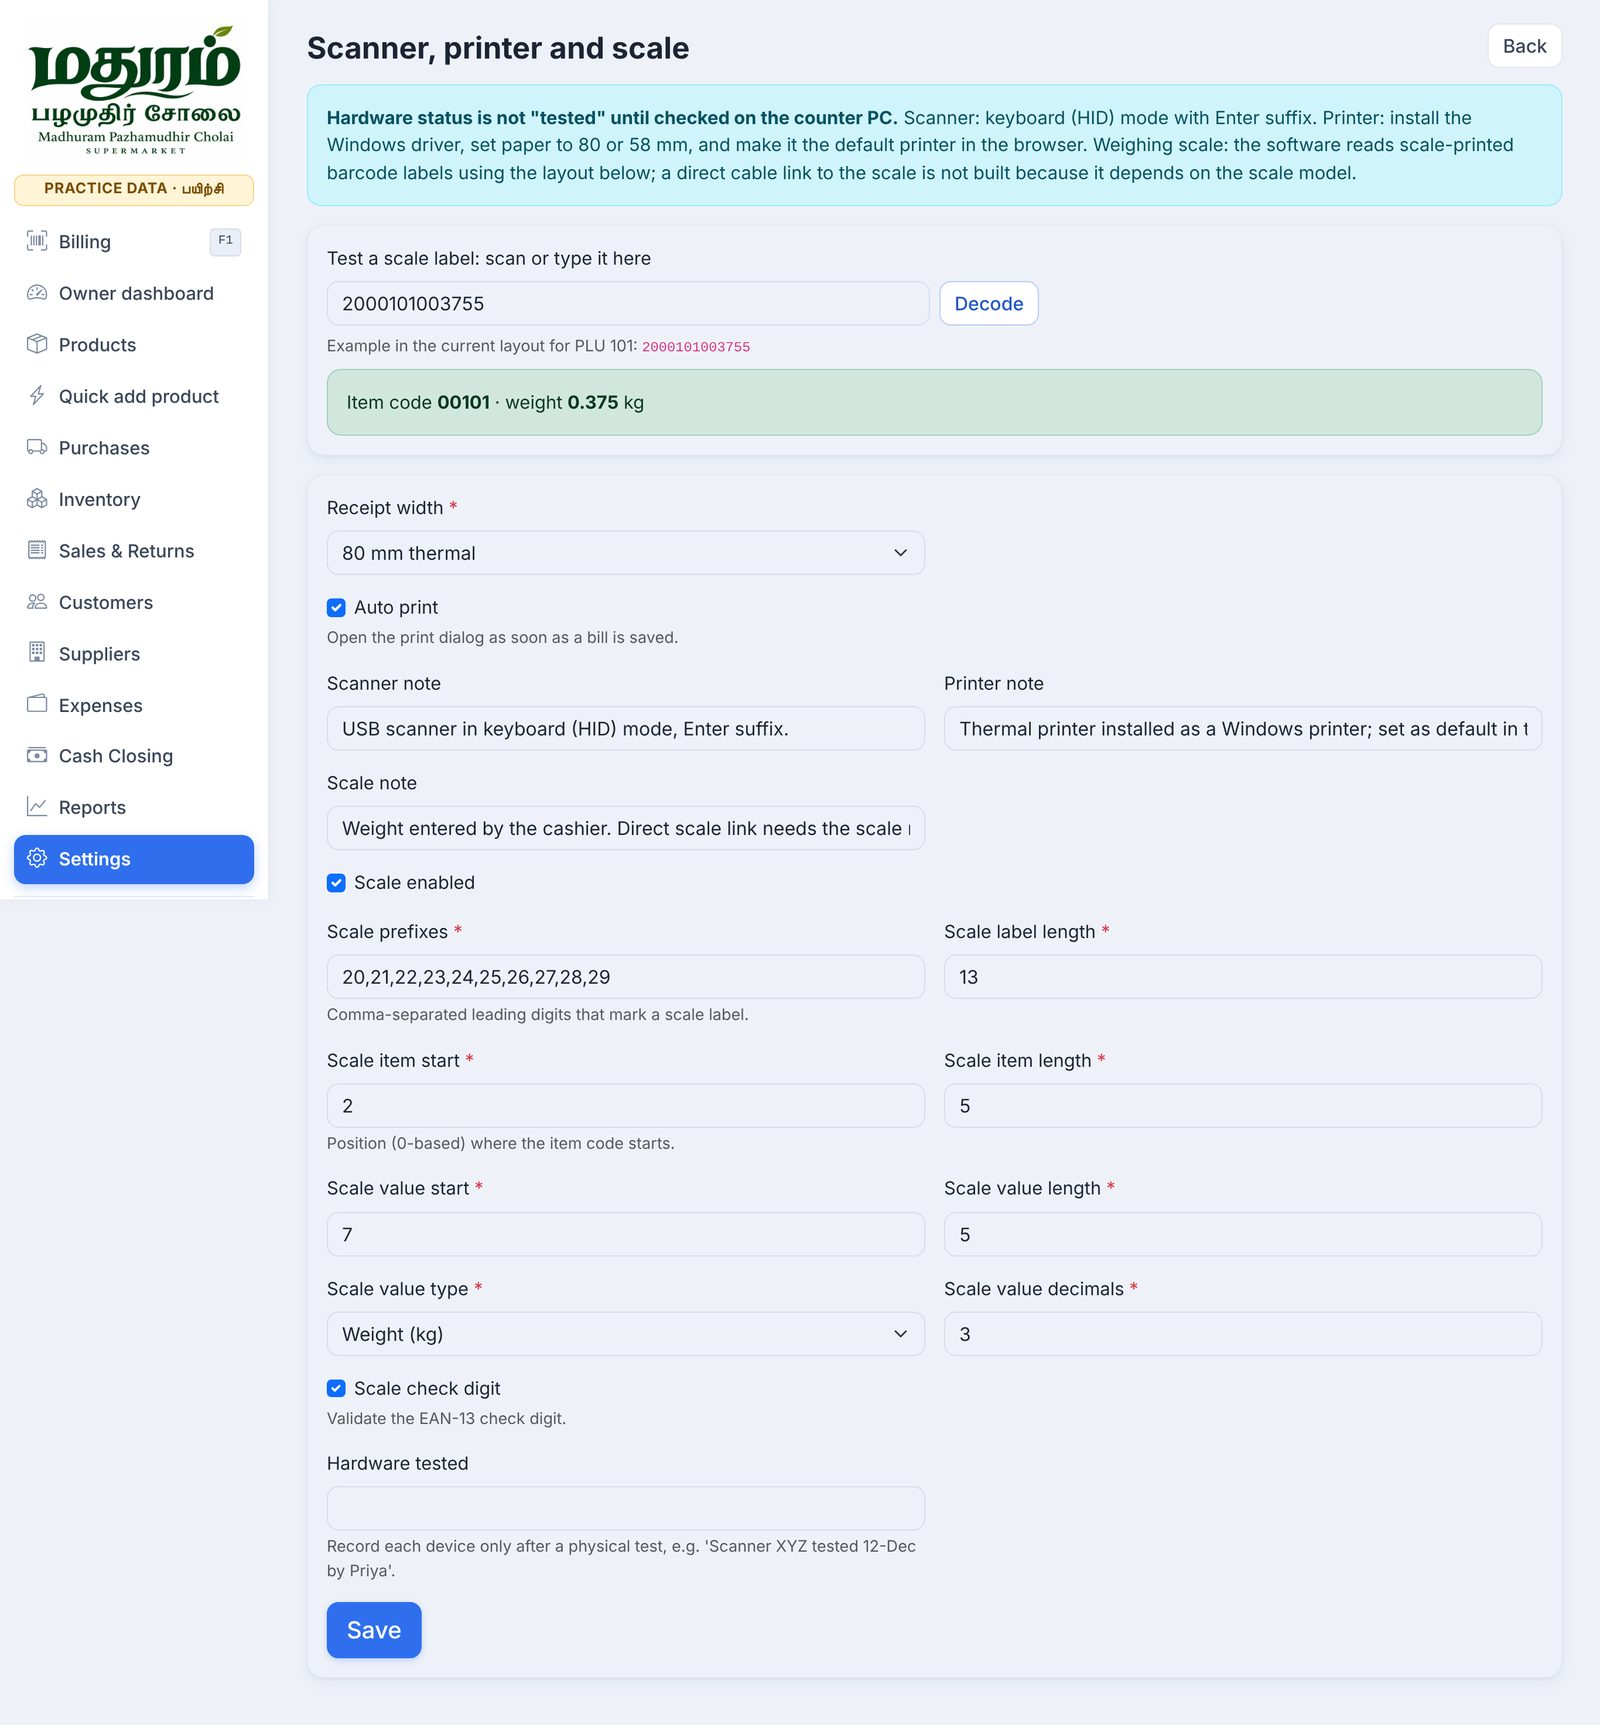 மதுரம்
பழமுதிர் சோலை
Madhuram Pazhamudhir Cholai
SUPERMARKET
PRACTICE DATA · பயிற்சி
Billing F1
Owner dashboard
Products
Quick add product
Purchases
Inventory
Sales & Returns
Customers
Suppliers
Expenses
Cash Closing
Reports
Settings
Scanner, printer and scale
Back
Hardware status is not "tested" until checked on the counter PC. Scanner: keyboard (HID) mode with Enter suffix. Printer: install the
Windows driver, set paper to 80 or 58 mm, and make it the default printer in the browser. Weighing scale: the software reads scale-printed
barcode labels using the layout below; a direct cable link to the scale is not built because it depends on the scale model.
Test a scale label: scan or type it here
2000101003755 Decode
Example in the current layout for PLU 101: 2000101003755
Item code 00101 · weight 0.375 kg
Receipt width *
80 mm thermal
Auto print
Open the print dialog as soon as a bill is saved.
Scanner note
USB scanner in keyboard (HID) mode, Enter suffix.
Printer note
Thermal printer installed as a Windows printer; set as default in
Scale note
Weight entered by the cashier. Direct scale link needs the scale
Scale enabled
Scale prefixes *
20,21,22,23,24,25,26,27,28,29
Comma-separated leading digits that mark a scale label.
Scale label length *
13
Scale item start *
2
Position (0-based) where the item code starts.
Scale item length *
5
Scale value start *
7
Scale value length *
5
Scale value type *
Weight (kg)
Scale value decimals *
3
Scale check digit
Validate the EAN-13 check digit.
Hardware tested
Record each device only after a physical test, e.g. 'Scanner XYZ tested 12-Dec
by Priya'.
Save